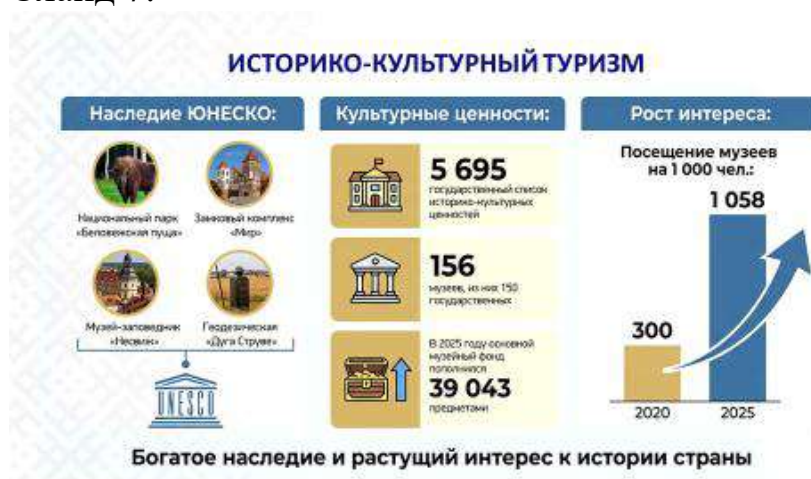 ИСТОРИКО-КУЛЬТУРНЫЙ ТУРИЗМ
Наследие ЮНЕСКО:
Национальный парк
«Беловежская пуща»
Замковый комплекс
«Мир»
Музей-заповедник
«Несвиж»
Геодезическая
«Дуга Струве»
UNESCO
Культурные ценности:
5 695
государственный список
историко-культурных
ценностей
156
музеев, из них 150
государственных
В 2025 году основной
музейный фонд
пополнился
39 043
предметами
Рост интереса:
Посещение музеев
на 1 000 чел.:
1 058
300
2020
2025
Богатое наследие и растущий интерес к истории страны